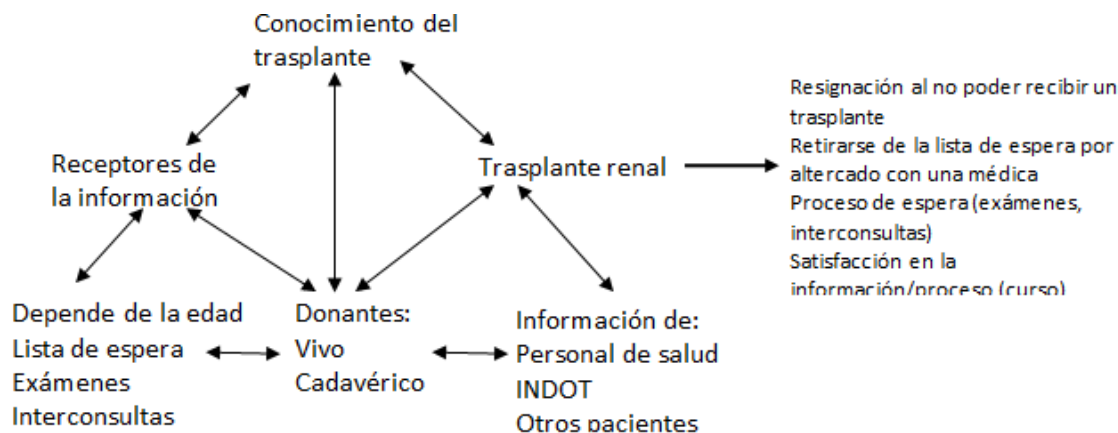 Conocimiento del
trasplante
Receptores de
la información
Trasplante renal
Resignación al no poder recibir un
trasplante
Retirarse de la lista de espera por
altercado con una médica
Proceso de espera (exámenes,
interconsultas)
Satisfacción en la
información/proceso (curso)
Depende de la edad
Lista de espera
Exámenes
Interconsultas
Donantes:
Vivo
Cadavérico
Información de:
Personal de salud
INDOT
Otros pacientes